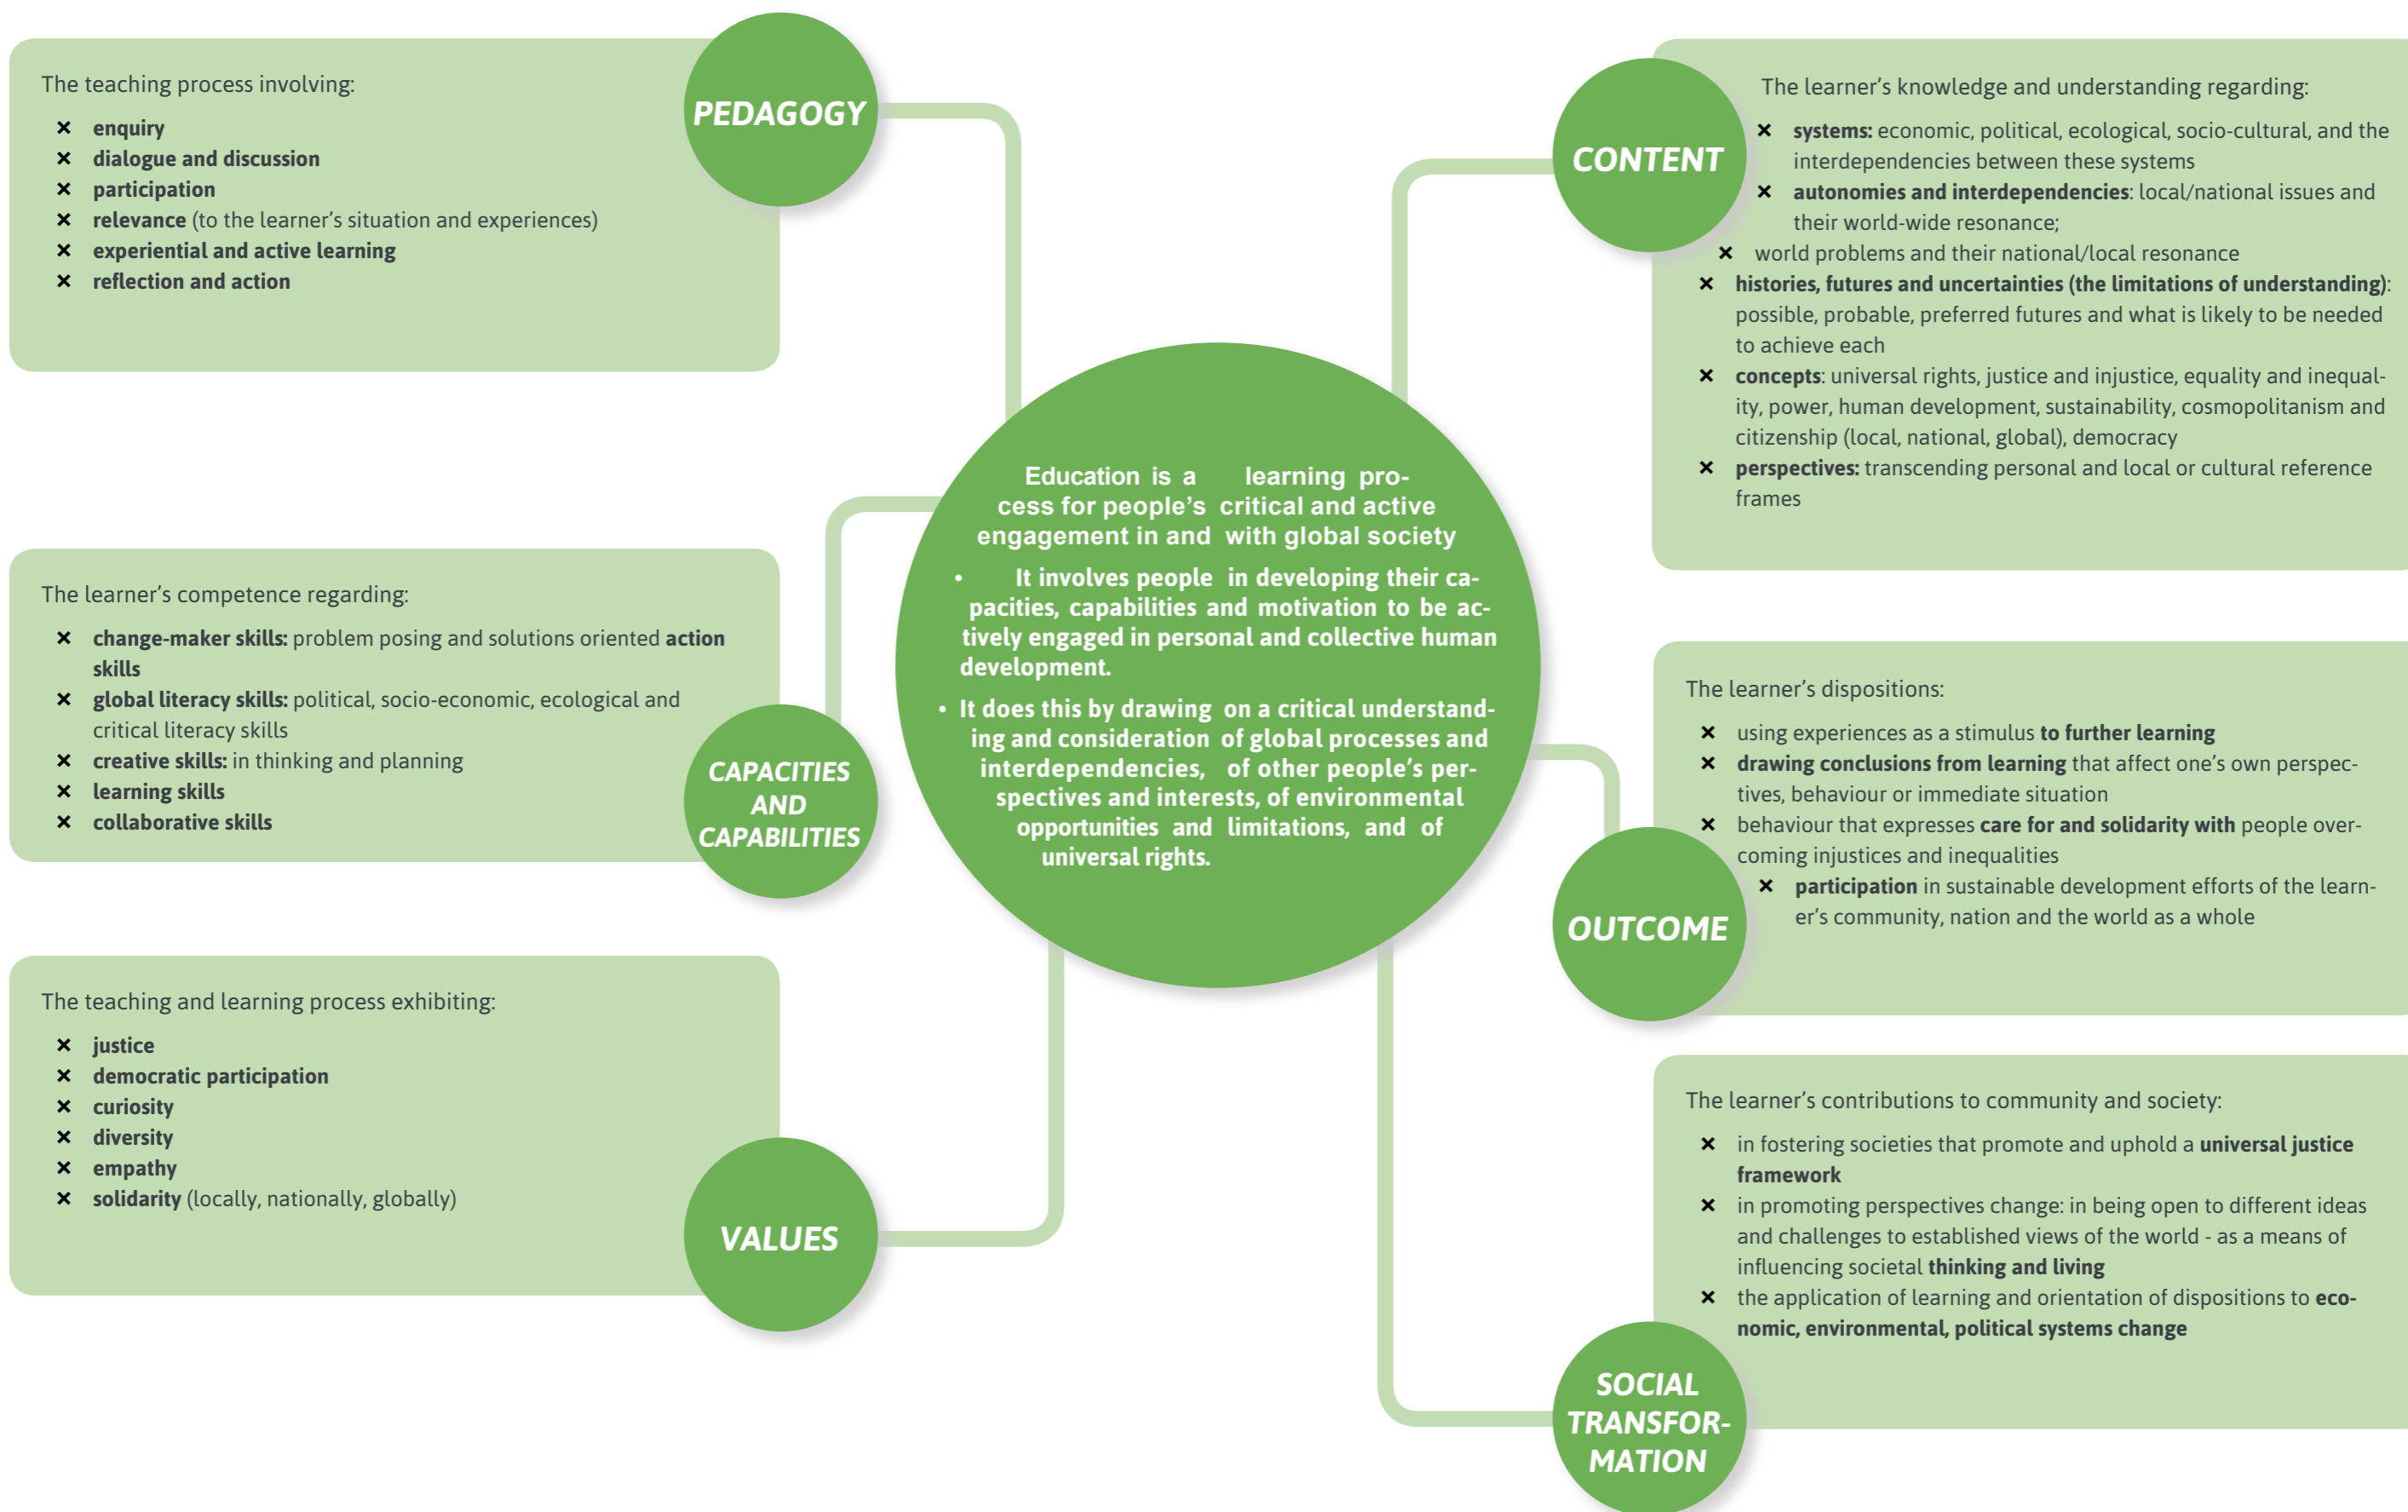 PEDAGOGY
The teaching process involving:
× enquiry
× dialogue and discussion
× participation
× relevance (to the learner’s situation and experiences)
× experiential and active learning
× reflection and action
CAPACITIES
AND
CAPABILITIES
The learner’s competence regarding:
× change-maker skills: problem posing and solutions oriented action
skills
× global literacy skills: political, socio-economic, ecological and
critical literacy skills
× creative skills: in thinking and planning
× learning skills
× collaborative skills
VALUES
The teaching and learning process exhibiting:
× justice
× democratic participation
× curiosity
× diversity
× empathy
× solidarity (locally, nationally, globally)
Education is a learning pro-
cess for people’s critical and active
engagement in and with global society
• It involves people in developing their ca-
pacities, capabilities and motivation to be ac-
tively engaged in personal and collective human
development.
• It does this by drawing on a critical understand-
ing and consideration of global processes and
interdependencies, of other people’s per-
spectives and interests, of environmental
opportunities and limitations, and of
universal rights.
CONTENT
The learner’s knowledge and understanding regarding:
× systems: economic, political, ecological, socio-cultural, and the
interdependencies between these systems
× autonomies and interdependencies: local/national issues and
their world-wide resonance;
× world problems and their national/local resonance
× histories, futures and uncertainties (the limitations of understanding):
possible, probable, preferred futures and what is likely to be needed
to achieve each
× concepts: universal rights, justice and injustice, equality and inequal-
ity, power, human development, sustainability, cosmopolitanism and
citizenship (local, national, global), democracy
× perspectives: transcending personal and local or cultural reference
frames
OUTCOME
The learner’s dispositions:
× using experiences as a stimulus to further learning
× drawing conclusions from learning that affect one’s own perspec-
tives, behaviour or immediate situation
× behaviour that expresses care for and solidarity with people over-
coming injustices and inequalities
× participation in sustainable development efforts of the learn-
er’s community, nation and the world as a whole
SOCIAL
TRANSFOR-
MATION
The learner’s contributions to community and society:
× in fostering societies that promote and uphold a universal justice
framework
× in promoting perspectives change: in being open to different ideas
and challenges to established views of the world - as a means of
influencing societal thinking and living
× the application of learning and orientation of dispositions to eco-
nomic, environmental, political systems change